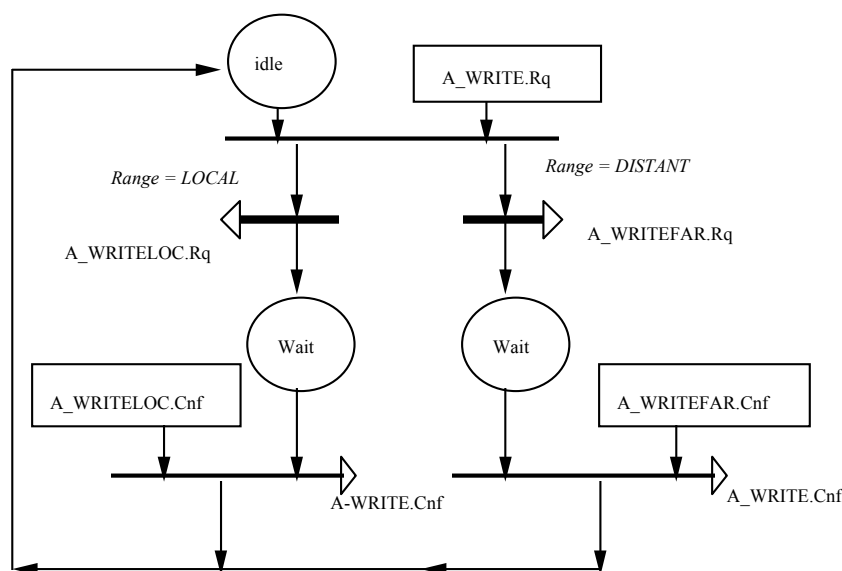 idle
A_WRITE.Rq
Range = LOCAL
Range = DISTANT
A_WRITELOC.Rq
A_WRITEFAR.Rq
Wait
Wait
A_WRITELOC.Cnf
A_WRITEFAR.Cnf
A-WRITE.Cnf
A_WRITE.Cnf